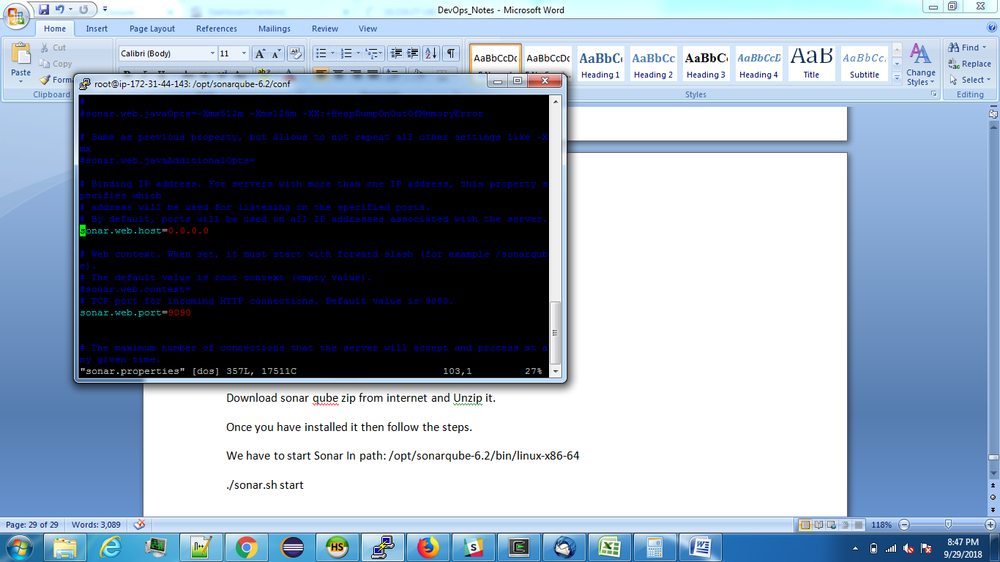 DevOps_Notes - Microsoft Word
Home Insert Page Layout References Mailings Review View
Cut
Copy
Paste
Clipboard
Calibri (Body) 11
AaBbCcDc AaBbCcDc AaBbC AaBbCc AaBbC AaBbCcD AaB AaBbCc.
Heading 1 Heading 2 Heading 3 Heading 4 Title Subtitle
Change
Styles
Styles
Find
Replace
Select
Editing
root@ip-172-31-44-143: /opt/sonarqube-6.2/conf
#
#sonar.web.javaOpts=-Xmx512m -Xms128m -XX:+HeapDumpOnOutOfMemoryError
# Same as previous property, but allows to not repeat all other settings like -X
mx
#sonar.web.javaAdditionalOpts=
# Binding IP address. For servers with more than one IP address, this property s
pecifies which
# address will be used for listening on the specified ports.
# By default, ports will be used on all IP addresses associated with the server.
sonar.web.host=0.0.0.0
# Web context. When set, it must start with forward slash (for example /sonarqub
e).
# The default value is root context (empty value).
#sonar.web.context=
# TCP port for incoming HTTP connections. Default value is 9000.
sonar.web.port=9090
# The maximum number of connections that the server will accept and process at a
ny given time.
"sonar.properties" [dos] 357L, 17511C 103,1 27%
Download sonar qube zip from internet and Unzip it.
Once you have installed it then follow the steps.
We have to start Sonar In path: /opt/sonarqube-6.2/bin/linux-x86-64
./sonar.sh start
Page: 29 of 29 Words: 3,089 118%
HS
8:47 PM
9/29/2018